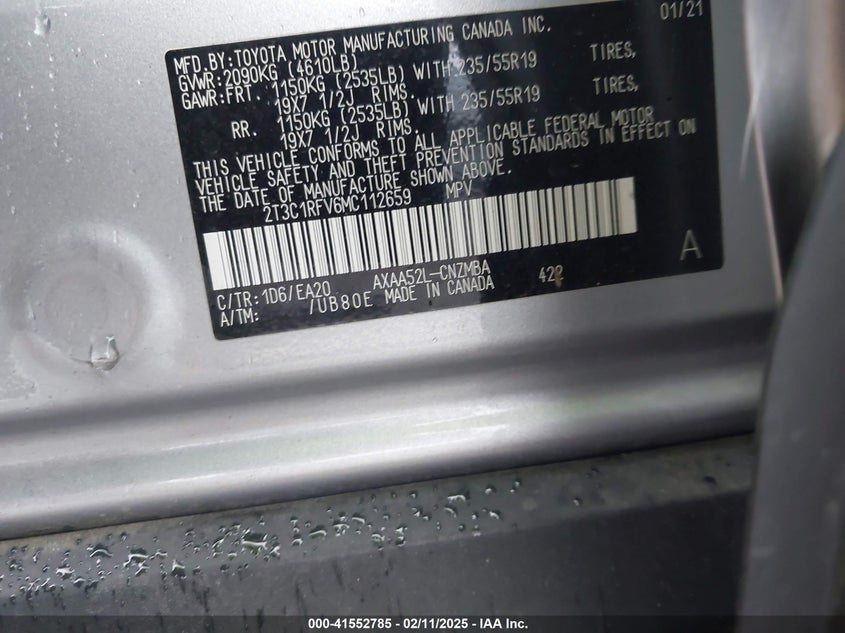 MFD.BY:TOYOTA MOTOR MANUFACTURING CANADA INC. 01/21
GVWR:2090KG (4610LB)
GAWR:FRT. 1150KG (2535LB) WITH 235/55R19 TIRES,
19X7 1/2J RIMS.
RR. 1150KG (2535LB) WITH 235/55R19 TIRES,
19X7 1/2J RIMS.
THIS VEHICLE CONFORMS TO ALL APPLICABLE FEDERAL MOTOR
VEHICLE SAFETY AND THEFT PREVENTION STANDARDS IN EFFECT ON
THE DATE OF MANUFACTURE SHOWN ABOVE.
2T3C1RFV6MC112659 MPV
A
C/TR:1D6/EA20 AXAA52L-CNZMBA
A/TM: /UB80E MADE IN CANADA
000-41552785 - 02/11/2025 - IAA Inc.